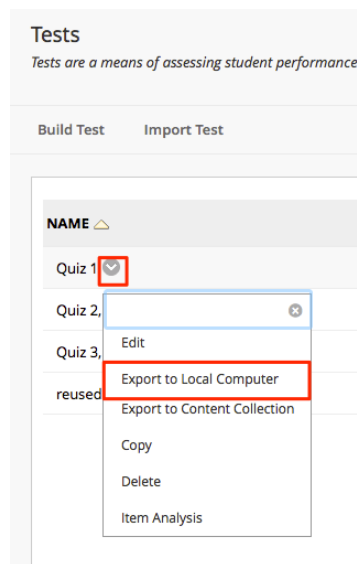 Tests
Tests are a means of assessing student performance
Build Test Import Test
NAME
Quiz 1
Quiz 2,
Edit
Quiz 3,
Export to Local Computer
reused
Export to Content Collection
Copy
Delete
Item Analysis